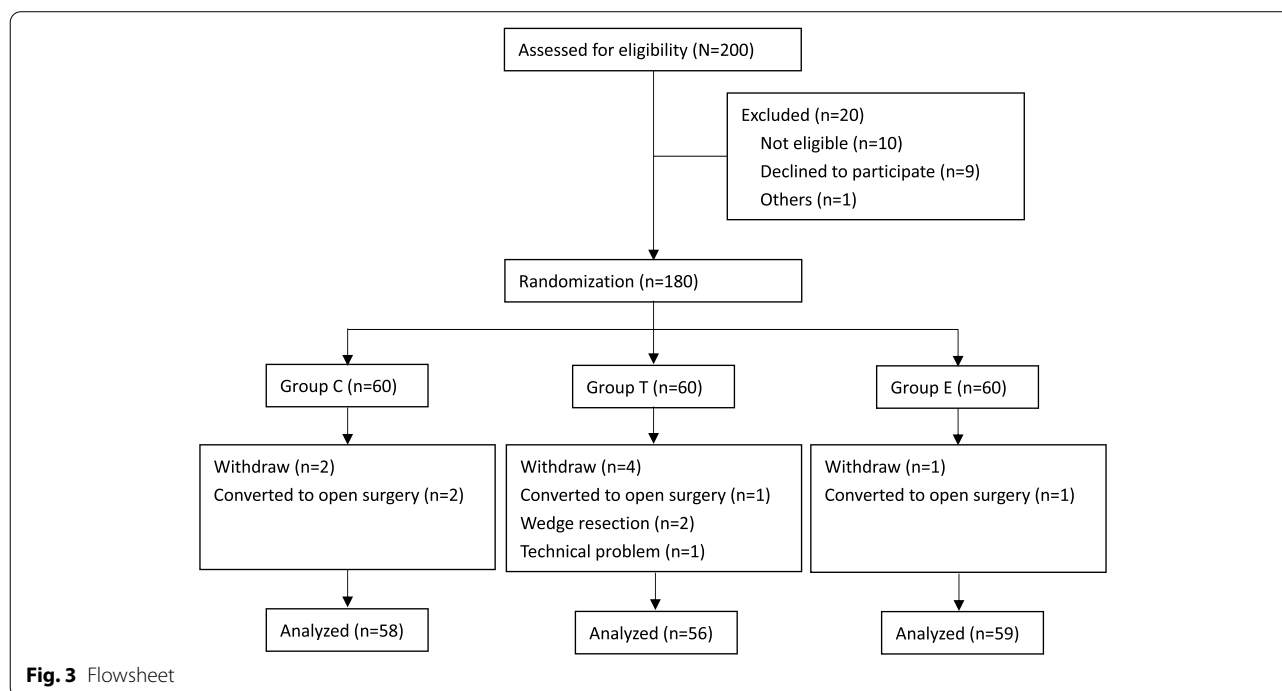 Assessed for eligibility (N=200)
Excluded (n=20)
Not eligible (n=10)
Declined to participate (n=9)
Others (n=1)
Randomization (n=180)
Group C (n=60)
Group T (n=60)
Group E (n=60)
Withdraw (n=2)
Converted to open surgery (n=2)
Withdraw (n=4)
Converted to open surgery (n=1)
Wedge resection (n=2)
Technical problem (n=1)
Withdraw (n=1)
Converted to open surgery (n=1)
Analyzed (n=58)
Analyzed (n=56)
Analyzed (n=59)
Fig. 3 Flowsheet